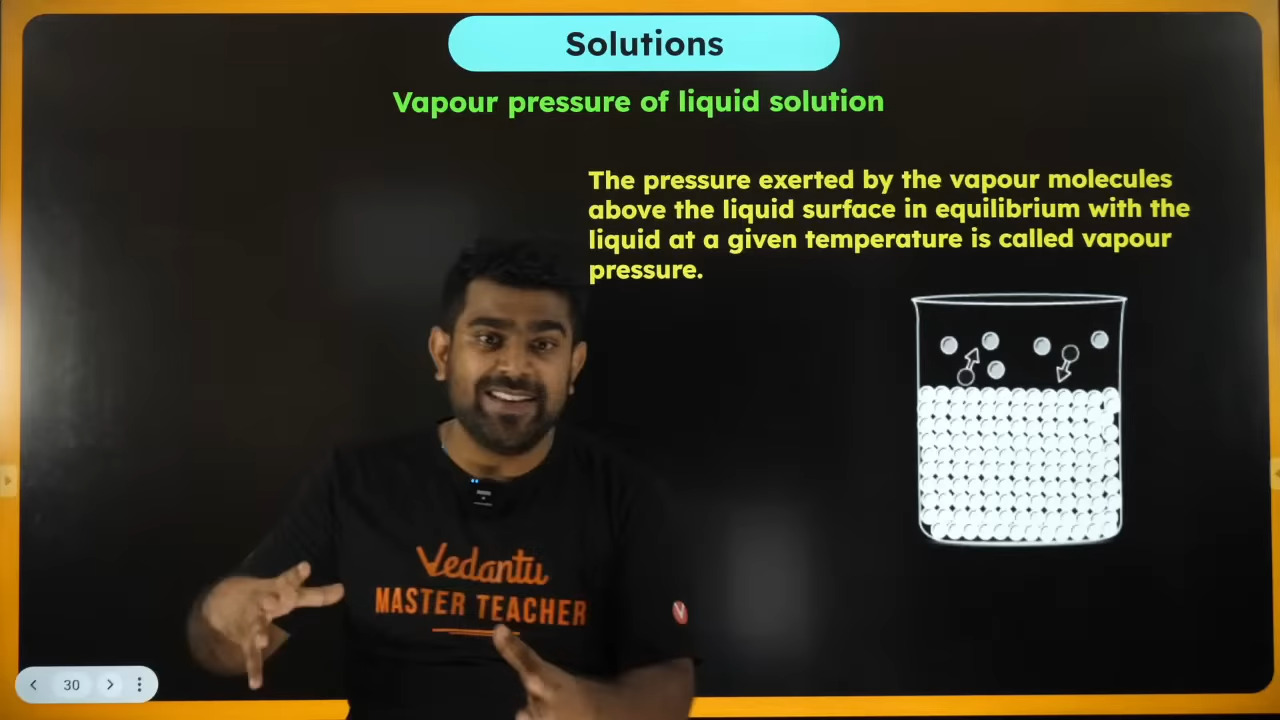 Solutions
Vapour pressure of liquid solution
The pressure exerted by the vapour molecules
above the liquid surface in equilibrium with the
liquid at a given temperature is called vapour
pressure.
Vedantu
MASTER TEACHER
V
30